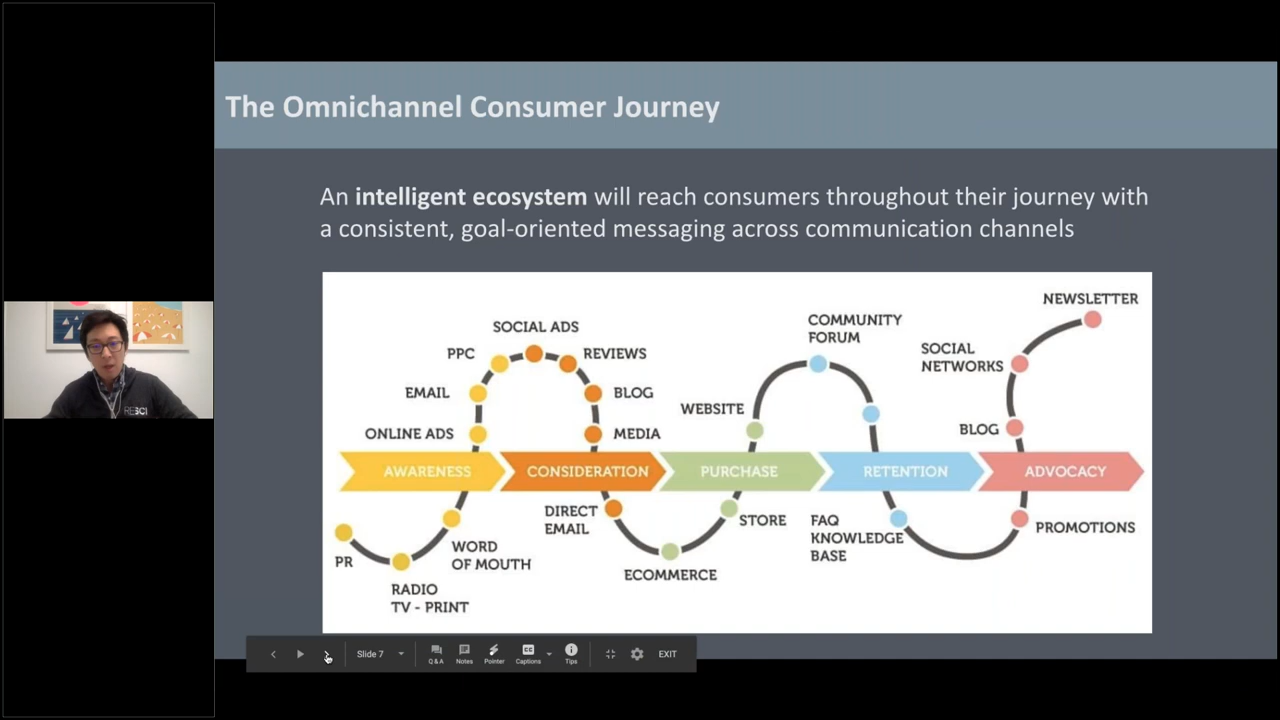 The Omnichannel Consumer Journey
An intelligent ecosystem will reach consumers throughout their journey with
a consistent, goal-oriented messaging across communication channels
NEWSLETTER
SOCIAL ADS
COMMUNITY
FORUM
PPC
REVIEWS
SOCIAL
NETWORKS
EMAIL
BLOG
WEBSITE
ONLINE ADS
MEDIA
BLOG
AWARENESS
CONSIDERATION
PURCHASE
RETENTION
ADVOCACY
DIRECT
EMAIL
STORE
FAQ
KNOWLEDGE
BASE
PROMOTIONS
PR
WORD
OF MOUTH
ECOMMERCE
RADIO
TV - PRINT
RESCI
Slide 7
Q & A
Notes
Pointer
CC
Captions
Tips
EXIT